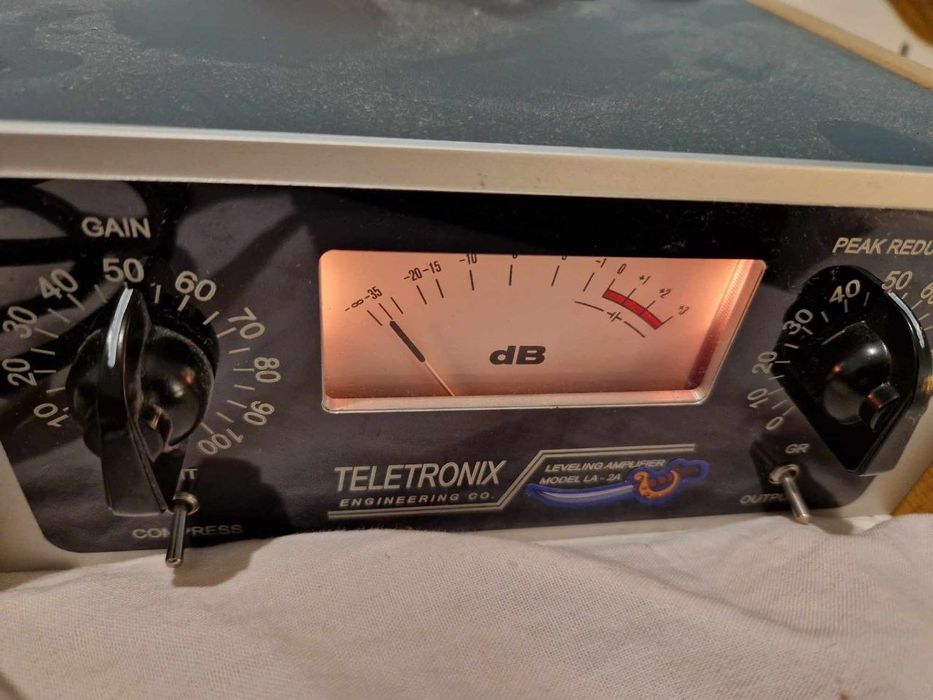 GAIN
10
20
30
40
50
60
70
80
90
100
COMPRESS
-∞
-35
-20
-15
-10
-1
0
+1
+2
+3
dB
TELETRONIX
ENGINEERING CO.
LEVELING AMPLIFIER
MODEL LA - 2A
PEAK REDU
0
10
20
30
40
50
GR